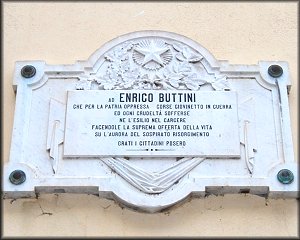 AD ENRICO BUTTINI
CHE PER LA PATRIA OPPRESSA CORSE GIOVINETTO IN GUERRA
ED OGNI CRUDELTÀ SOFFERSE
NE L'ESILIO NEL CARCERE
FACENDOLE LA SUPREMA OFFERTA DELLA VITA
SU L'AURORA DEL SOSPIRATO RISORGIMENTO
GRATI I CITTADINI POSERO